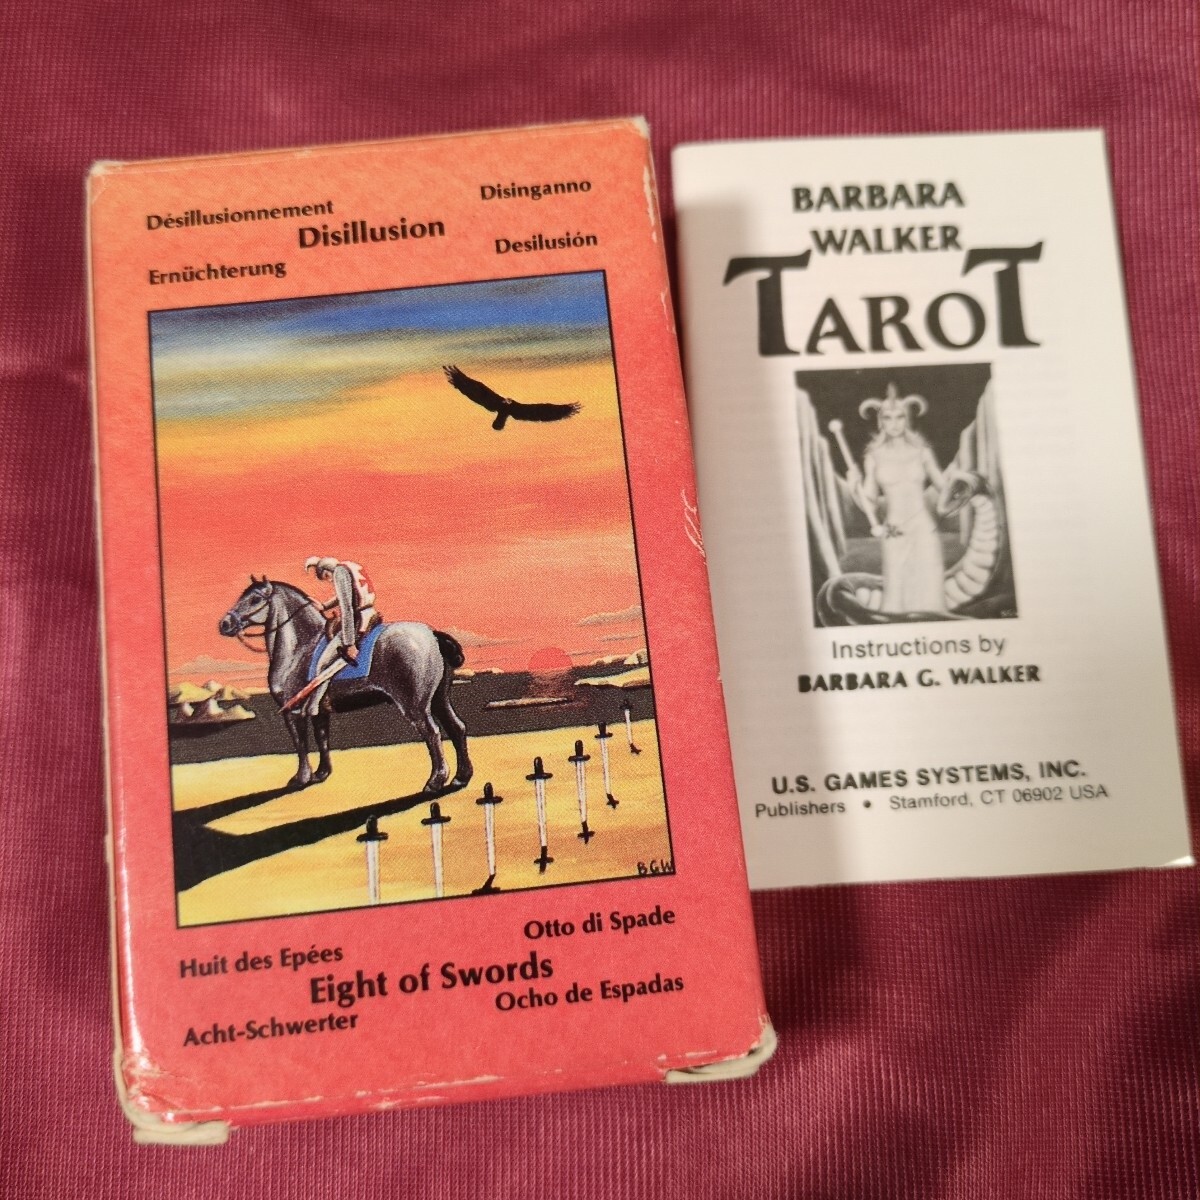 Désillusionnement
Disinganno
Disillusion
Ernüchterung
Desilusión
BGW
Huit des Epées
Otto di Spade
Eight of Swords
Acht-Schwerter
Ocho de Espadas
BARBARA
WALKER
TAROT
Instructions by
BARBARA G. WALKER
U.S. GAMES SYSTEMS, INC.
Publishers • Stamford, CT 06902 USA